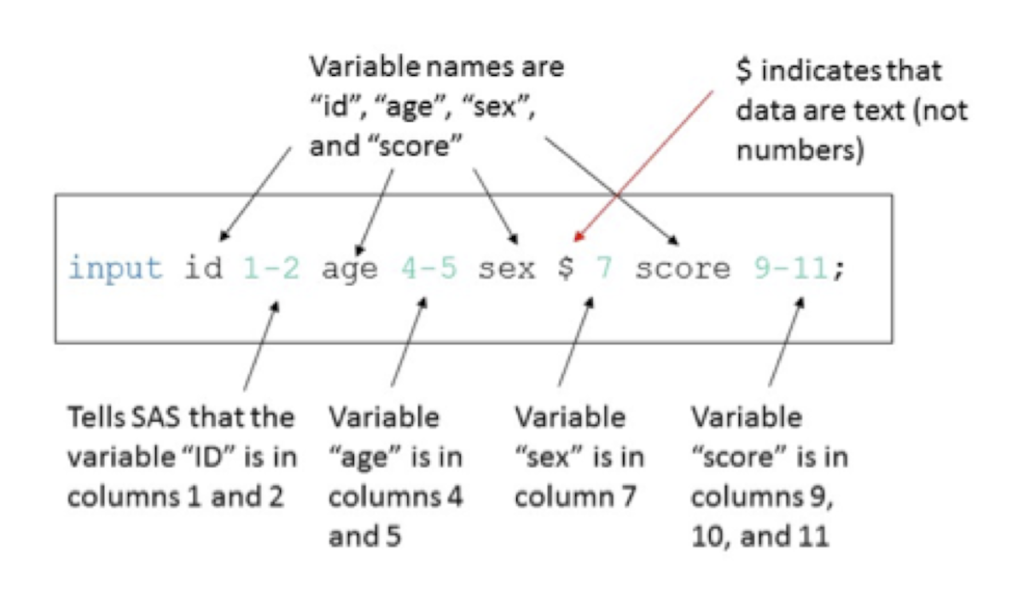 Variable names are
“id”, “age”, “sex”,
and “score”
$ indicates that
data are text (not
numbers)
input id 1-2 age 4-5 sex $ 7 score 9-11;
Tells SAS that the
variable “ID” is in
columns 1 and 2
Variable
“age” is in
columns 4
and 5
Variable
“sex” is in
column 7
Variable
“score” is in
columns 9,
10, and 11